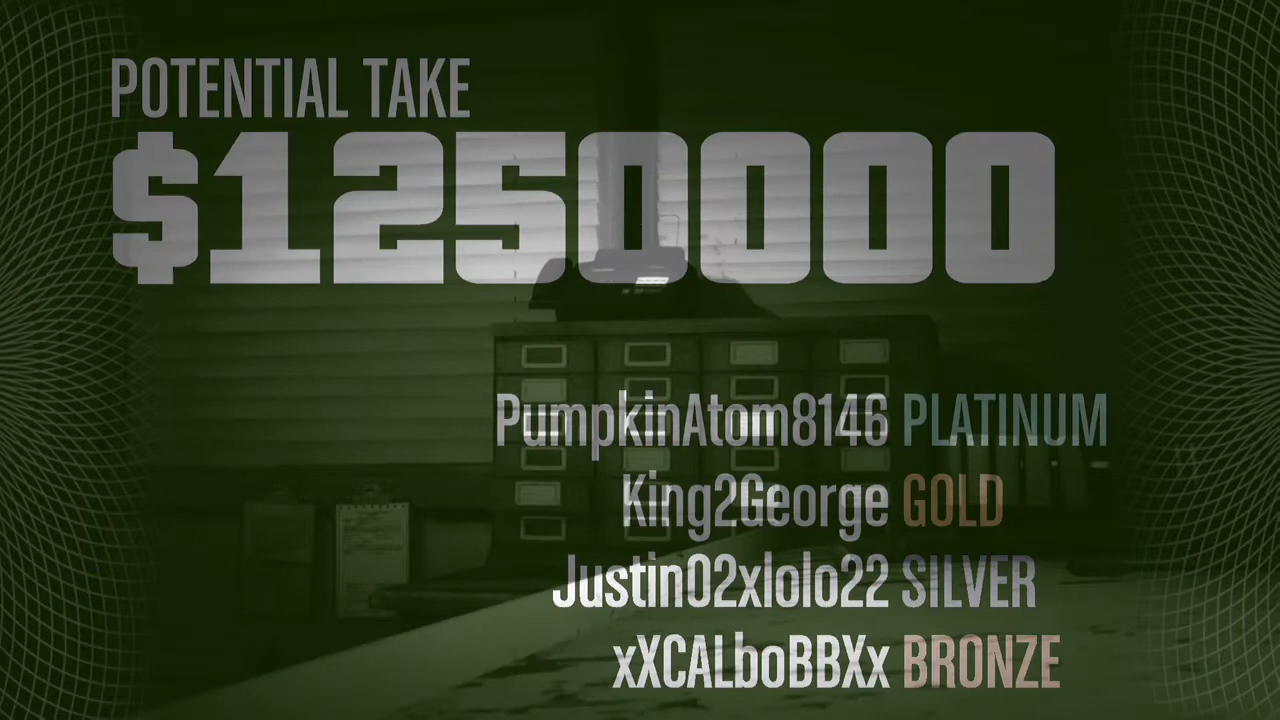 POTENTIAL TAKE
$1250000
PumpkinAtom8146 PLATINUM
King2George GOLD
Justin02xlolo22 SILVER
xXCALboBBXx BRONZE